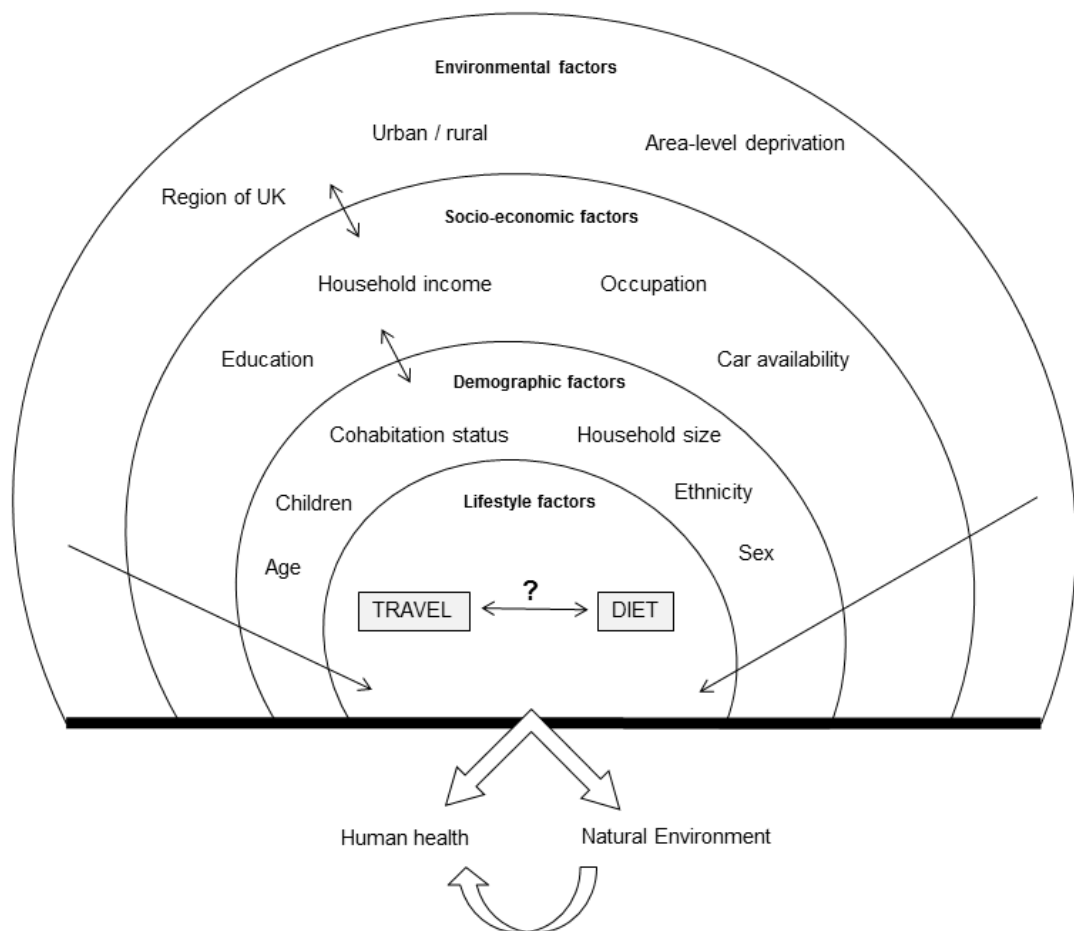 Environmental factors
Urban / rural
Area-level deprivation
Region of UK
Socio-economic factors
Household income
Occupation
Education
Car availability
Demographic factors
Cohabitation status
Household size
Children
Lifestyle factors
Ethnicity
Age
Sex
?
TRAVEL
DIET
Human health
Natural Environment